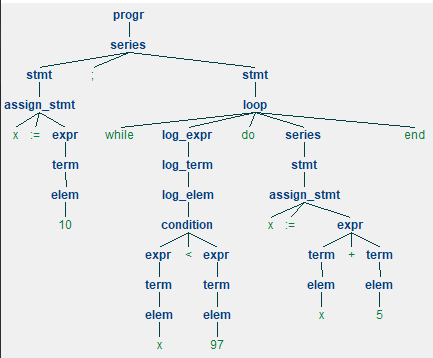 progr
series
stmt ; stmt
assign_stmt loop
x := expr while log_expr do series end
term log_term stmt
elem log_elem assign_stmt
10 condition x := expr
expr < expr term + term
term term elem elem
elem elem x 5
x 97